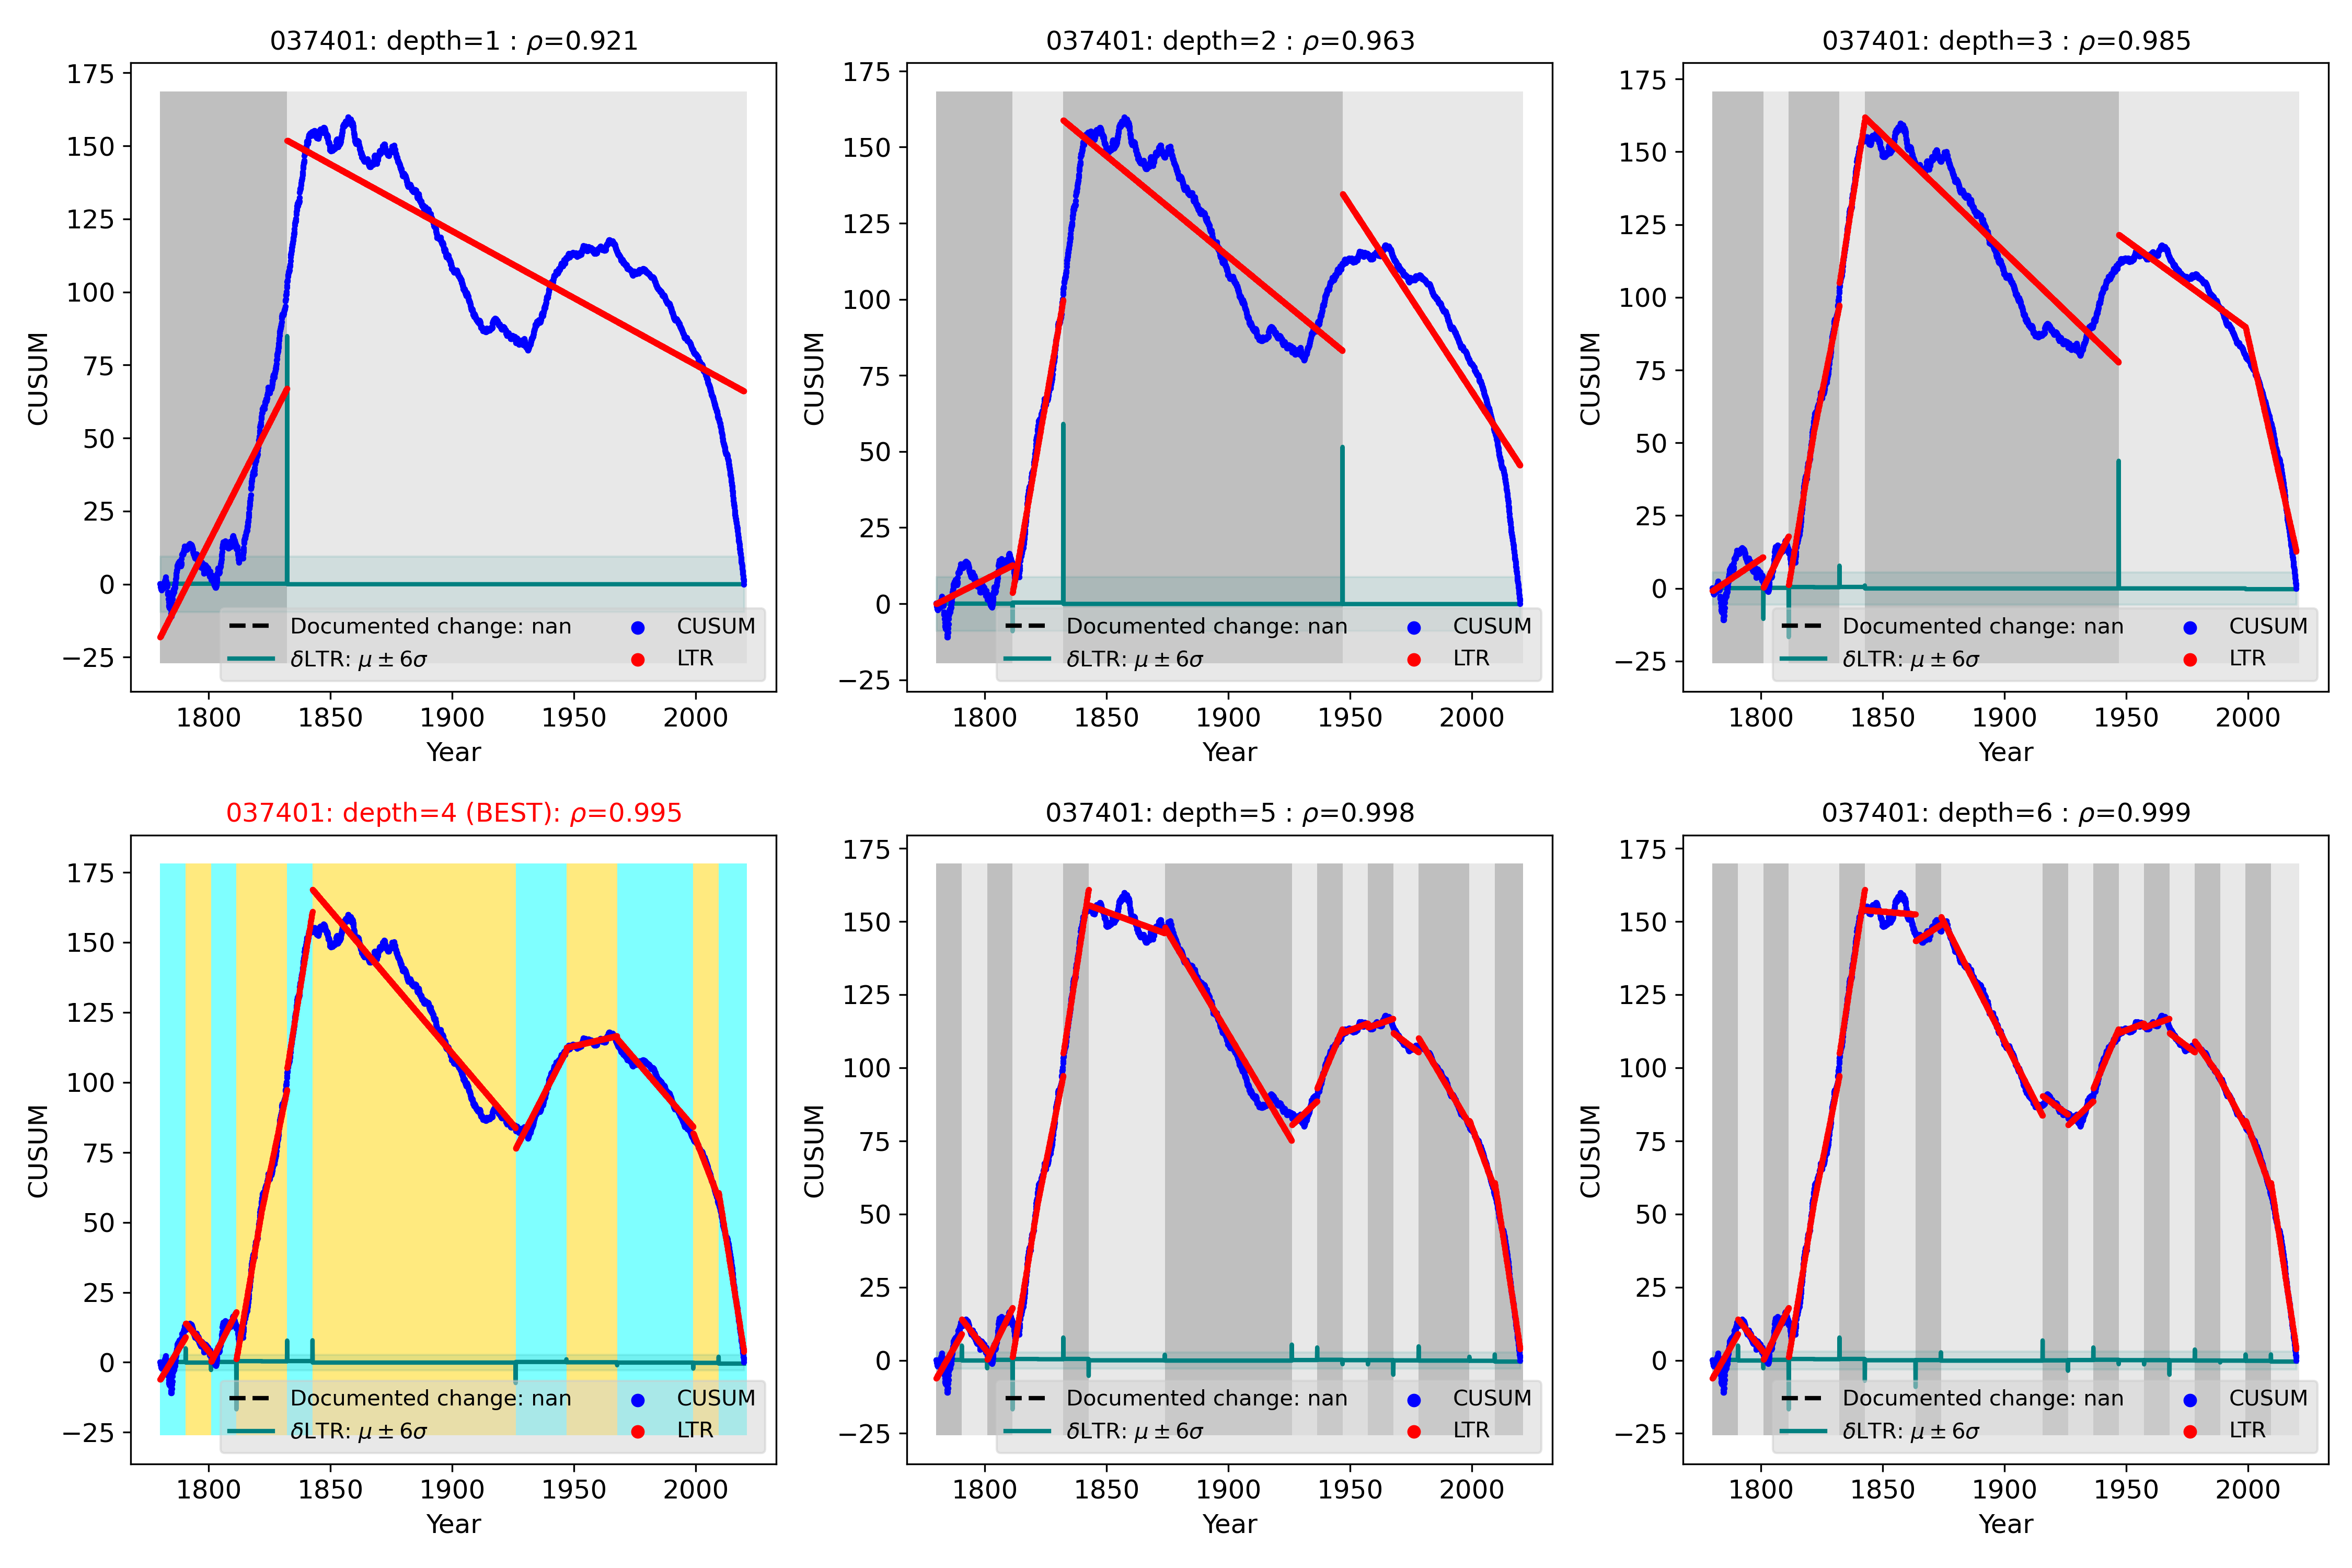 037401: depth=1 : ρ=0.921
175
150
125
100
75
50
25
0
−25
CUSUM
1800 1850 1900 1950 2000
Year
Documented change: nan
δLTR: μ ± 6σ
CUSUM
LTR
037401: depth=2 : ρ=0.963
175
150
125
100
75
50
25
0
−25
CUSUM
1800 1850 1900 1950 2000
Year
Documented change: nan
δLTR: μ ± 6σ
CUSUM
LTR
037401: depth=3 : ρ=0.985
175
150
125
100
75
50
25
0
−25
CUSUM
1800 1850 1900 1950 2000
Year
Documented change: nan
δLTR: μ ± 6σ
CUSUM
LTR
037401: depth=4 (BEST): ρ=0.995
175
150
125
100
75
50
25
0
−25
CUSUM
1800 1850 1900 1950 2000
Year
Documented change: nan
δLTR: μ ± 6σ
CUSUM
LTR
037401: depth=5 : ρ=0.998
175
150
125
100
75
50
25
0
−25
CUSUM
1800 1850 1900 1950 2000
Year
Documented change: nan
δLTR: μ ± 6σ
CUSUM
LTR
037401: depth=6 : ρ=0.999
175
150
125
100
75
50
25
0
−25
CUSUM
1800 1850 1900 1950 2000
Year
Documented change: nan
δLTR: μ ± 6σ
CUSUM
LTR